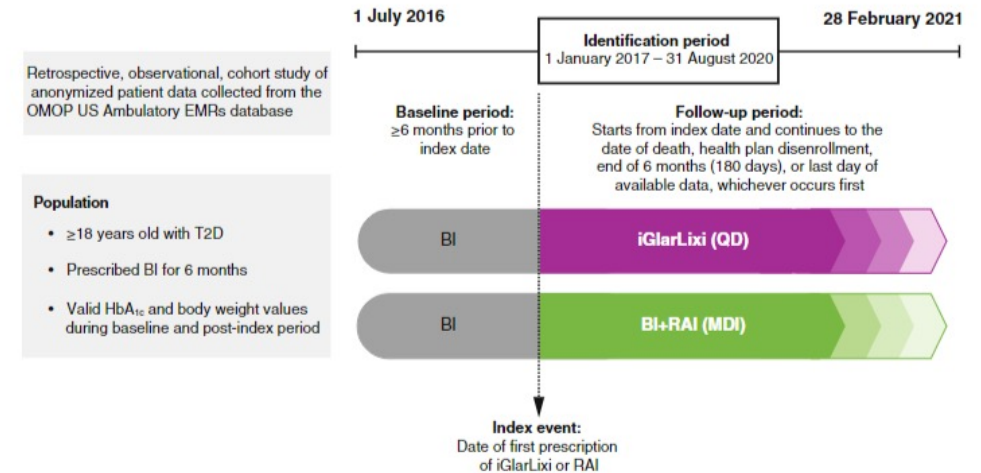 1 July 2016
28 February 2021
Identification period
1 January 2017 – 31 August 2020
Retrospective, observational, cohort study of
anonymized patient data collected from the
OMOP US Ambulatory EMRs database
Baseline period:
≥6 months prior to
index date
Follow-up period:
Starts from index date and continues to the
date of death, health plan disenrollment,
end of 6 months (180 days), or last day of
available data, whichever occurs first
Population
• ≥18 years old with T2D
• Prescribed BI for 6 months
• Valid HbA1c and body weight values
during baseline and post-index period
BI
iGlarLixi (QD)
BI
BI+RAI (MDI)
Index event:
Date of first prescription
of iGlarLixi or RAI